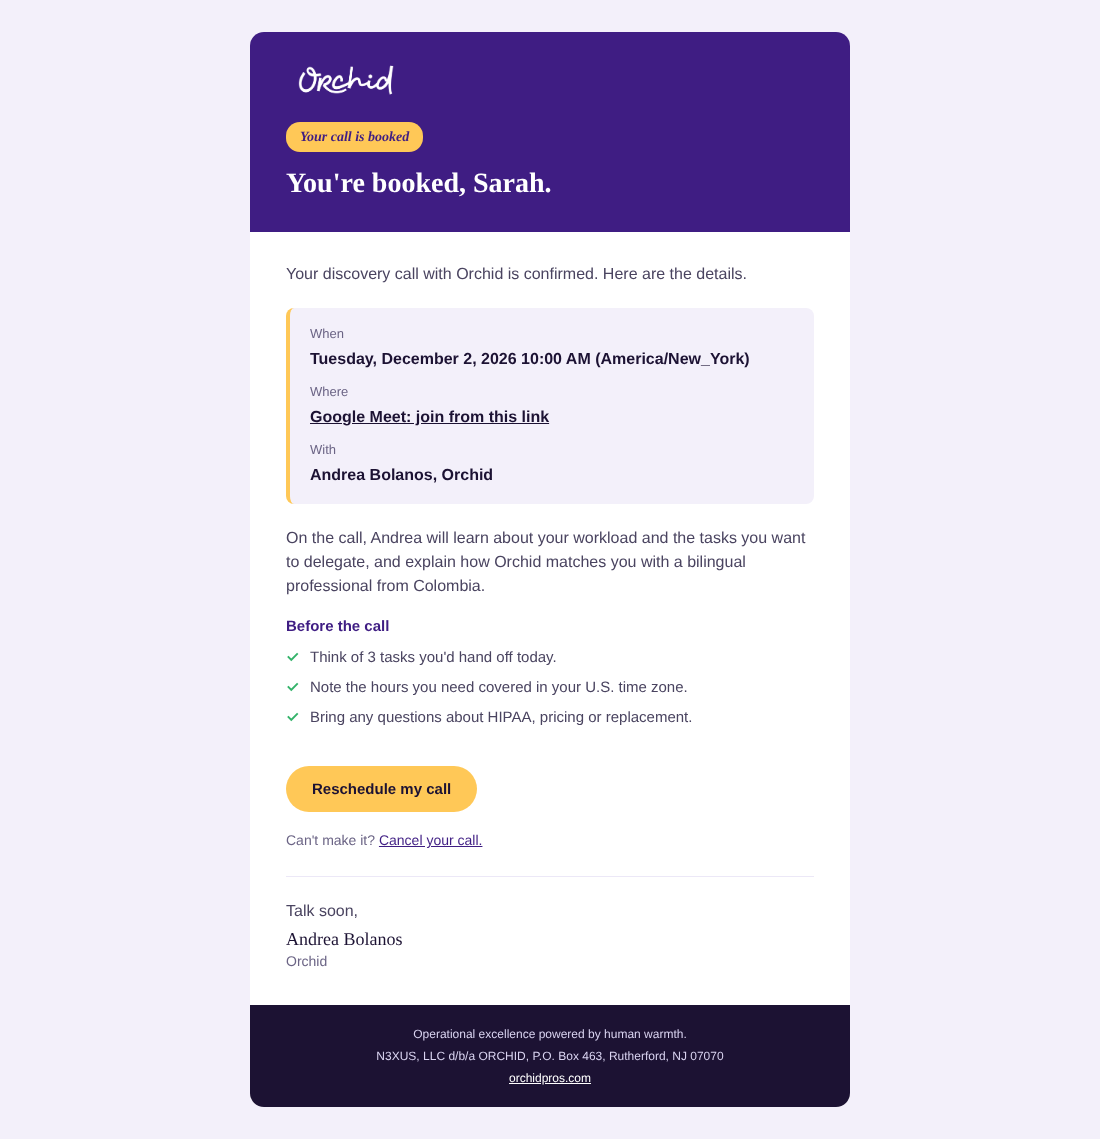 Orchid
Your call is booked
You're booked, Sarah.
Your discovery call with Orchid is confirmed. Here are the details.
When
Tuesday, December 2, 2026 10:00 AM (America/New_York)
Where
Google Meet: join from this link
With
Andrea Bolanos, Orchid
On the call, Andrea will learn about your workload and the tasks you want
to delegate, and explain how Orchid matches you with a bilingual
professional from Colombia.
Before the call
Think of 3 tasks you'd hand off today.
Note the hours you need covered in your U.S. time zone.
Bring any questions about HIPAA, pricing or replacement.
Reschedule my call
Can't make it? Cancel your call.
Talk soon,
Andrea Bolanos
Orchid
Operational excellence powered by human warmth.
N3XUS, LLC d/b/a ORCHID, P.O. Box 463, Rutherford, NJ 07070
orchidpros.com